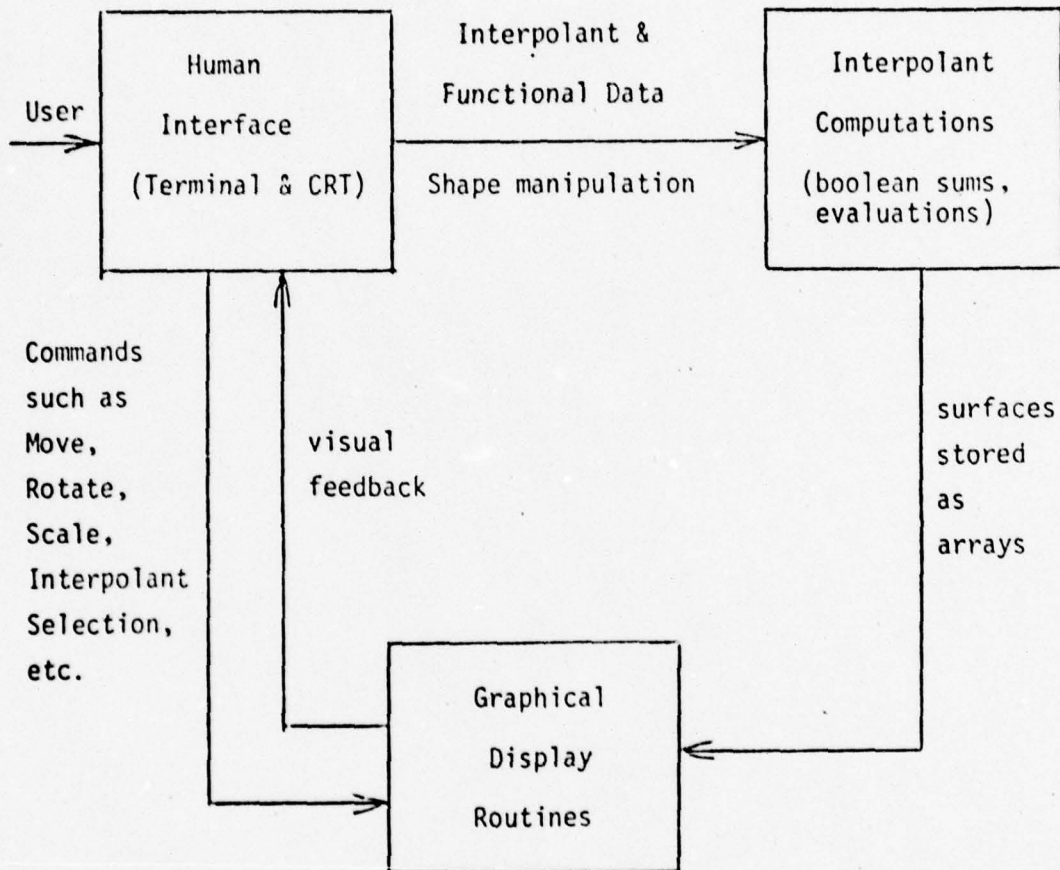 User
Human
Interface
(Terminal & CRT)
Interpolant &
Functional Data
Shape manipulation
Interpolant
Computations
(boolean sums,
evaluations)
Commands
such as
Move,
Rotate,
Scale,
Interpolant
Selection,
etc.
visual
feedback
surfaces
stored
as
arrays
Graphical
Display
Routines